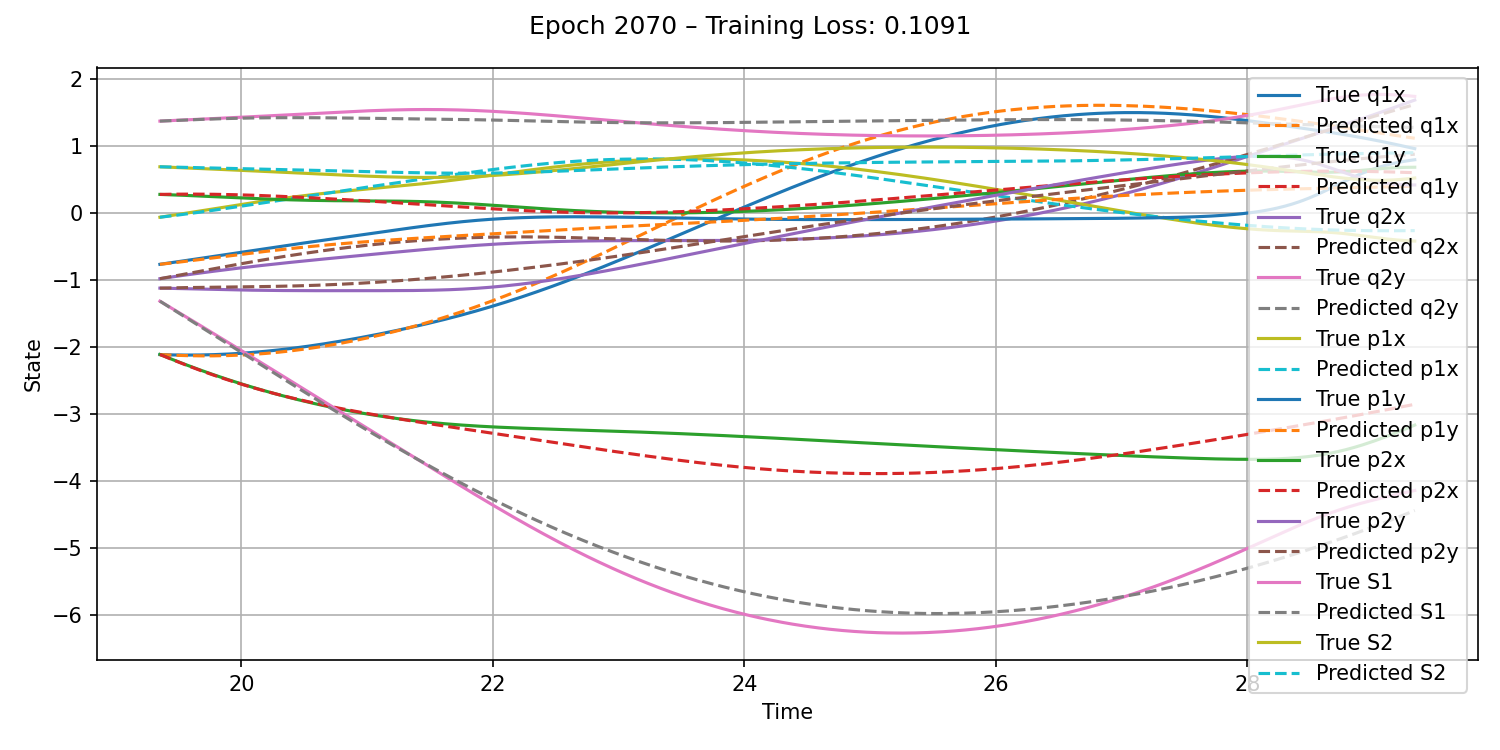 Epoch 2070 – Training Loss: 0.1091
State
2
1
0
−1
−2
−3
−4
−5
−6
True q1x
Predicted q1x
True q1y
Predicted q1y
True q2x
Predicted q2x
True q2y
Predicted q2y
True p1x
Predicted p1x
True p1y
Predicted p1y
True p2x
Predicted p2x
True p2y
Predicted p2y
True S1
Predicted S1
True S2
Predicted S2
20 22 24 26 28
Time